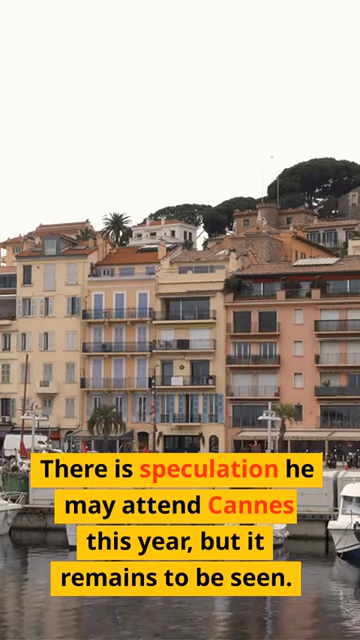 There is speculation he
may attend Cannes
this year, but it
remains to be seen.